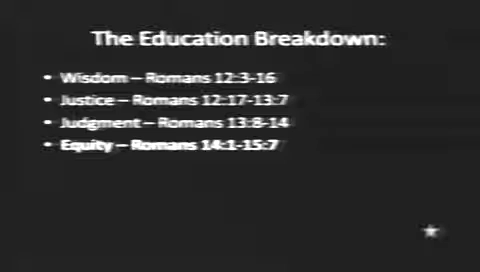 The Education Breakdown:
• Wisdom – Romans 12:3-16
• Justice – Romans 12:17-13:7
• Judgment – Romans 13:8-14
• Equity – Romans 14:1-15:7